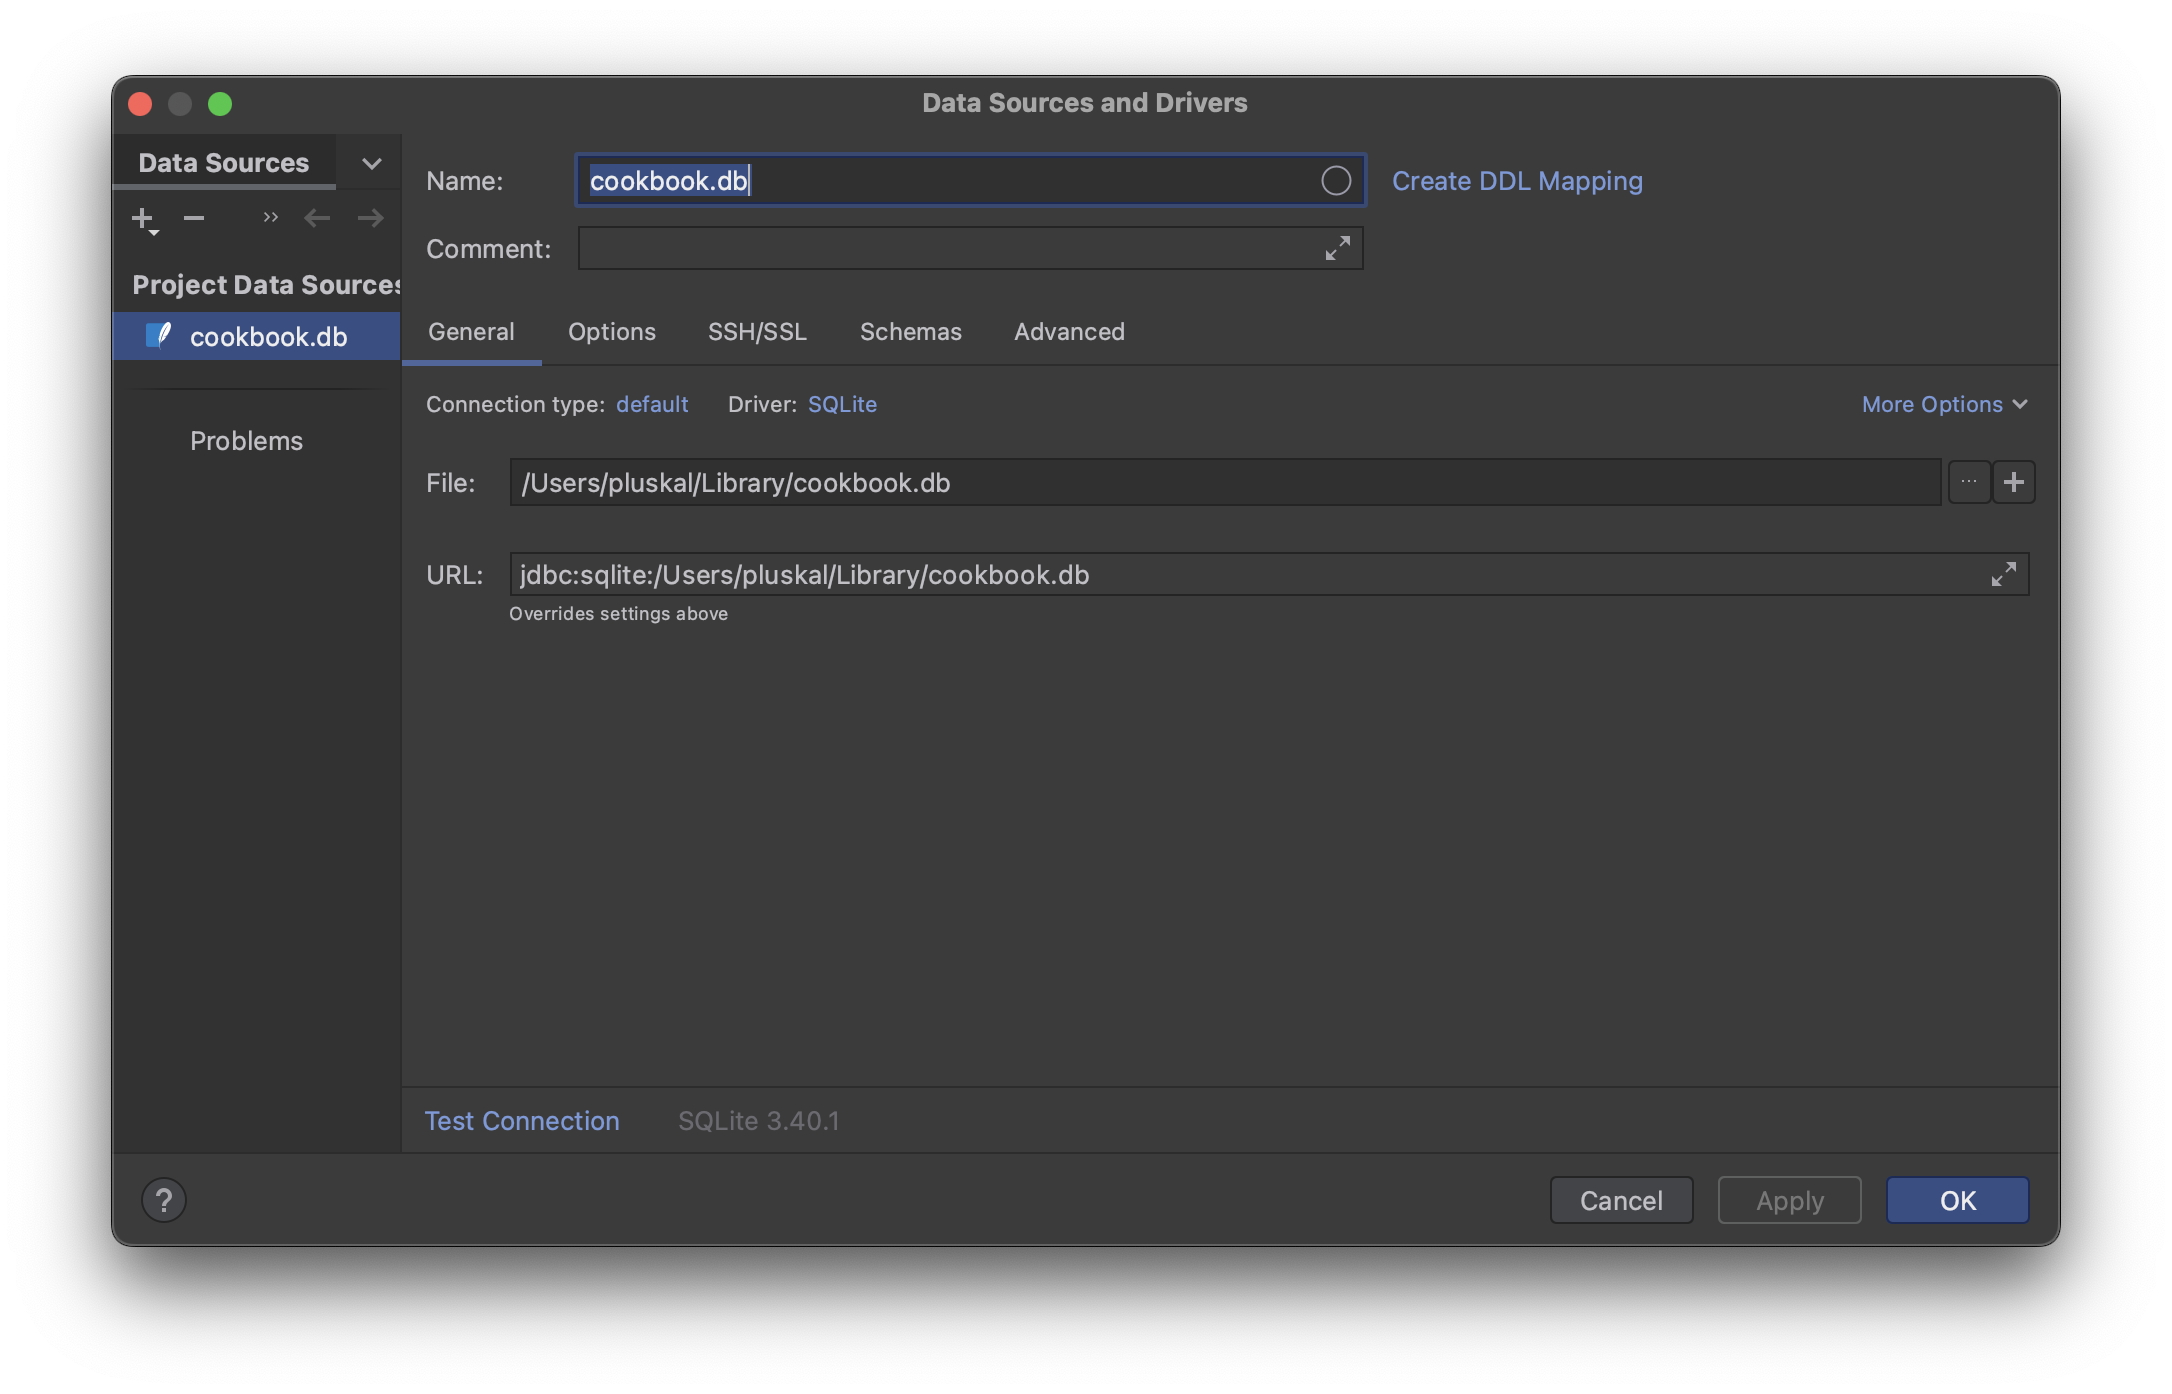 Data Sources and Drivers
Data Sources
Name: cookbook.db Create DDL Mapping
Comment:
Project Data Sources
cookbook.db
Problems
General Options SSH/SSL Schemas Advanced
Connection type: default Driver: SQLite More Options
File: /Users/pluskal/Library/cookbook.db ... +
URL: jdbc:sqlite:/Users/pluskal/Library/cookbook.db
Overrides settings above
Test Connection SQLite 3.40.1
? Cancel Apply OK